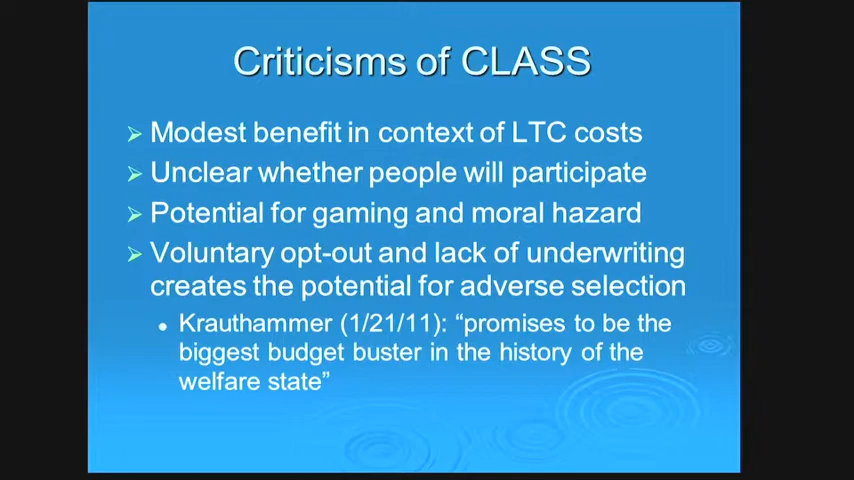 Criticisms of CLASS
Modest benefit in context of LTC costs
Unclear whether people will participate
Potential for gaming and moral hazard
Voluntary opt-out and lack of underwriting
creates the potential for adverse selection
Krauthammer (1/21/11): “promises to be the
biggest budget buster in the history of the
welfare state”